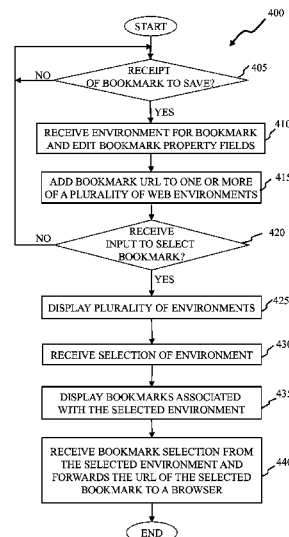 400
START
RECEIPT
OF BOOKMARK TO SAVE?
405
NO
YES
RECEIVE ENVIRONMENT FOR BOOKMARK
AND EDIT BOOKMARK PROPERTY FIELDS
410
ADD BOOKMARK URL TO ONE OR MORE
OF A PLURALITY OF WEB ENVIRONMENTS
415
RECEIVE
INPUT TO SELECT
BOOKMARK?
420
NO
YES
DISPLAY PLURALITY OF ENVIRONMENTS
425
RECEIVE SELECTION OF ENVIRONMENT
430
DISPLAY BOOKMARKS ASSOCIATED
WITH THE SELECTED ENVIRONMENT
435
RECEIVE BOOKMARK SELECTION FROM
THE SELECTED ENVIRONMENT AND
FORWARDS THE URL OF THE SELECTED
BOOKMARK TO A BROWSER
440
END